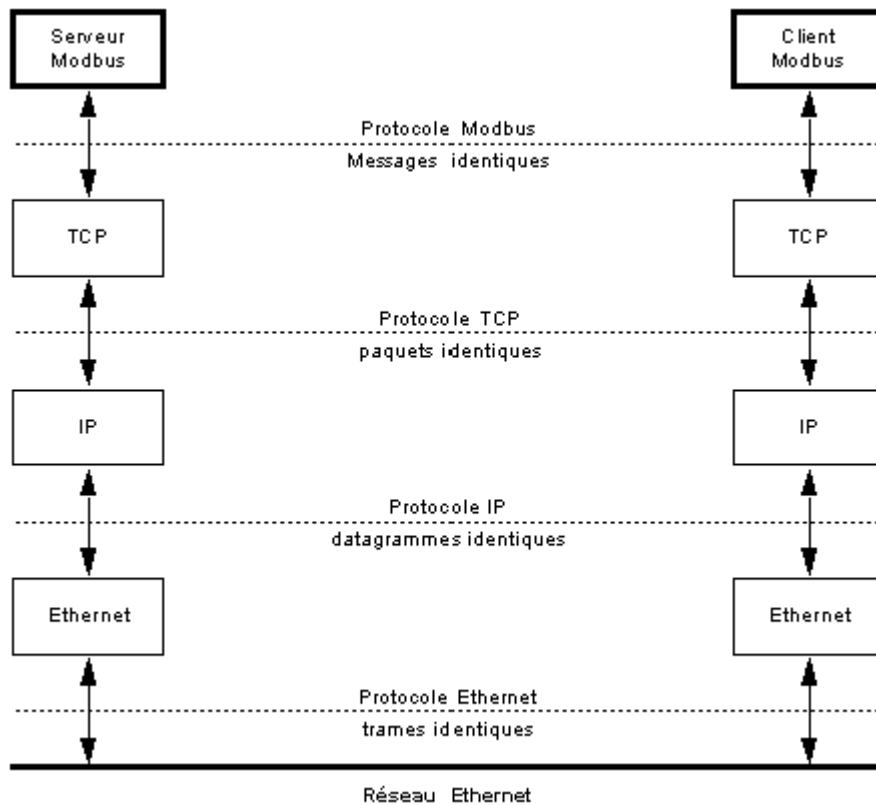 Serveur
Modbus
Client
Modbus
Protocole Modbus
Messages identiques
TCP
TCP
Protocole TCP
paquets identiques
IP
IP
Protocole IP
datagrammes identiques
Ethernet
Ethernet
Protocole Ethernet
trames identiques
Réseau Ethernet